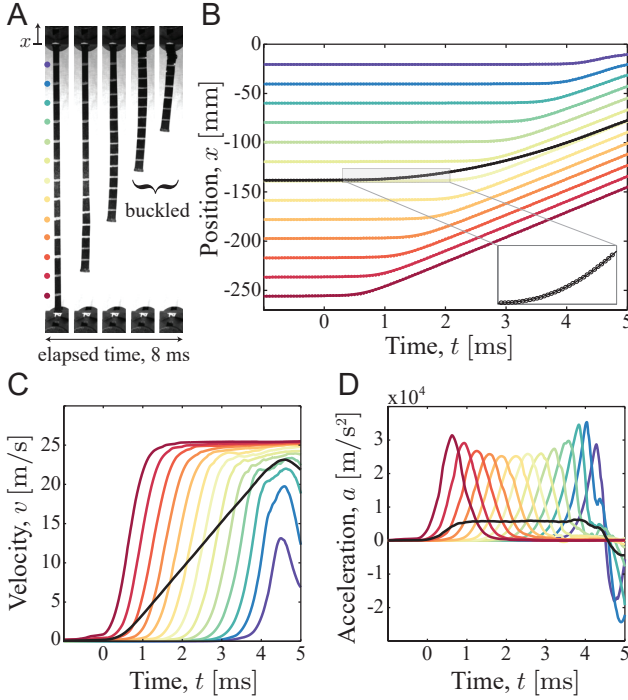 A
x
buckled
elapsed time, 8 ms
B
Position, x [mm]
0
-50
-100
-150
-200
-250
0 1 2 3 4 5
Time, t [ms]
C
Velocity, v [m/s]
25
20
15
10
5
0
0 1 2 3 4 5
Time, t [ms]
D
x10⁴
Acceleration, a [m/s²]
4
3
2
1
0
-1
-2
0 1 2 3 4 5
Time, t [ms]